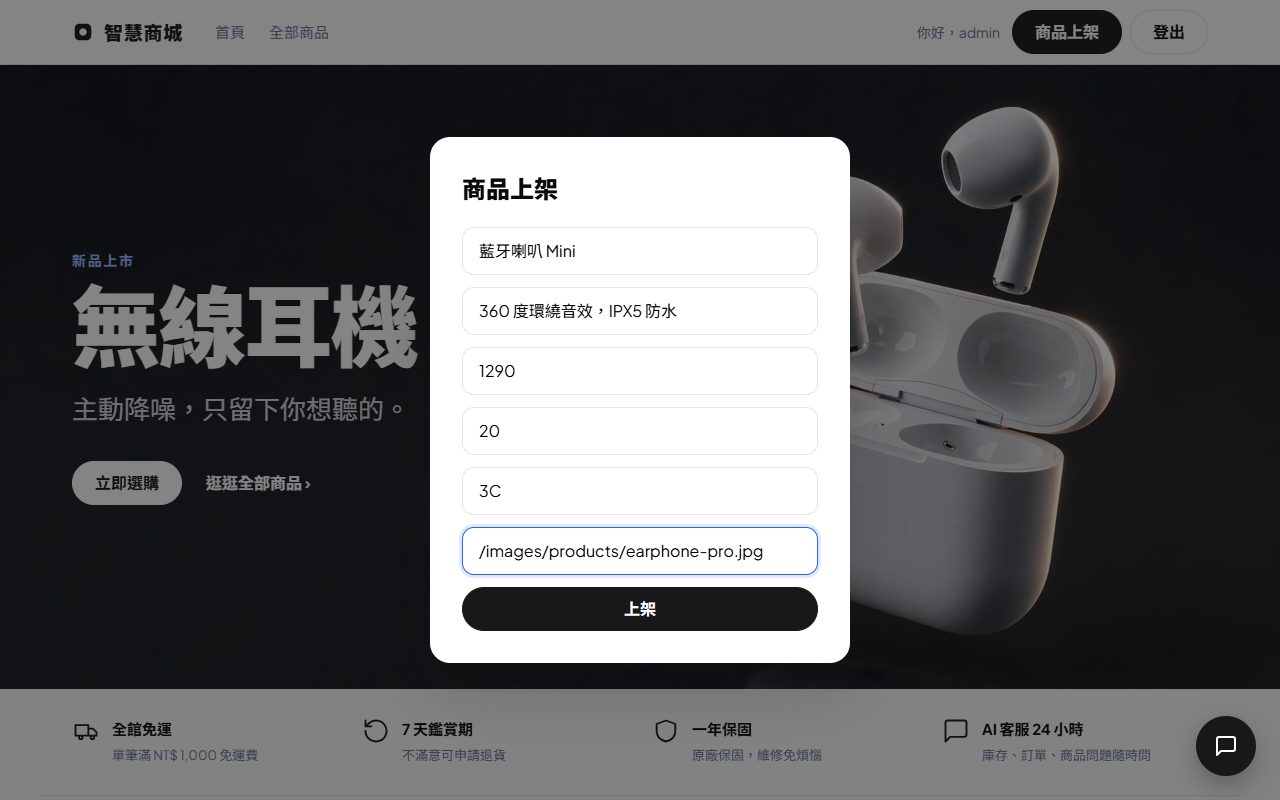 智慧商城
首頁
全部商品
你好，admin
商品上架
登出
新品上市
無線耳機
主動降噪，只留下你想聽的。
立即選購
逛逛全部商品 ›
商品上架
藍牙喇叭 Mini
360 度環繞音效，IPX5 防水
1290
20
3C
/images/products/earphone-pro.jpg
上架
全館免運
單筆滿 NT$ 1,000 免運費
7 天鑑賞期
不滿意可申請退貨
一年保固
原廠保固，維修免煩惱
AI 客服 24 小時
庫存、訂單、商品問題隨時問